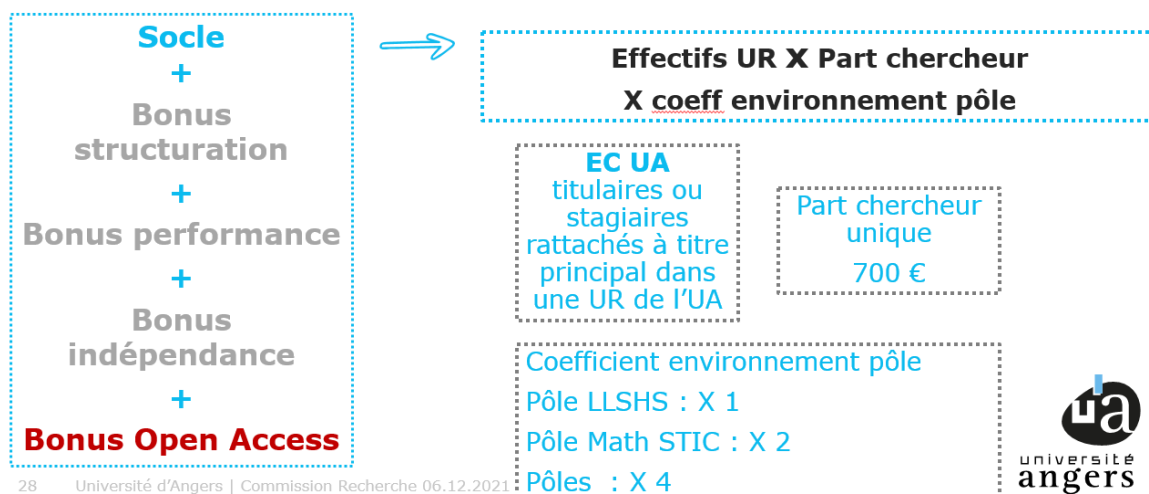 Socle
+
Bonus
structuration
+
Bonus performance
+
Bonus
indépendance
+
Bonus Open Access
Effectifs UR X Part chercheur
X coeff environnement pôle
EC UA
titulaires ou
stagiaires
rattachés à titre
principal dans
une UR de l'UA
Part chercheur
unique
700 €
Coefficient environnement pôle
Pôle LLSHS : X 1
Pôle Math STIC : X 2
Pôles : X 4
28 Université d'Angers | Commission Recherche 06.12.2021
ua
université
angers